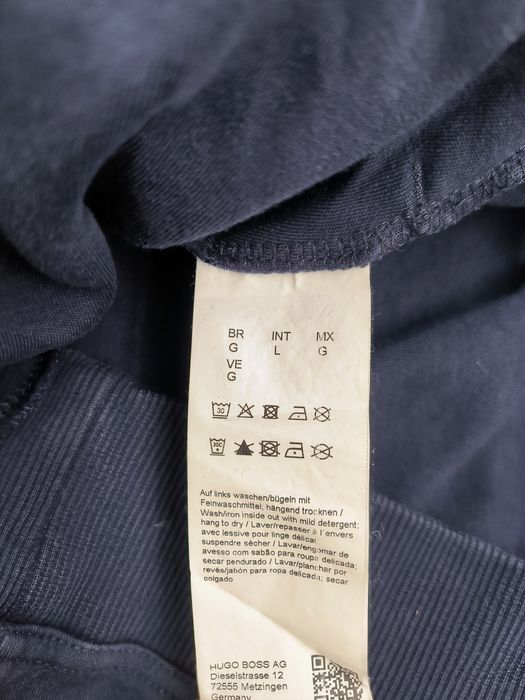 BR INT MX
G L G
VE
G
30
30C
Auf links waschen/bügeln mit
Feinwaschmittel; hängend trocknen /
Wash/iron inside out with mild detergent;
hang to dry / Laver/repasser à l'envers
avec lessive pour linge délicat
suspendre sécher / Lavar/engomar de
avesso com sabão para roupa delicada;
secar pendurado / Lavar/planchar por
revés/jabón para ropa delicada; secar
colgado
HUGO BOSS AG
Dieselstrasse 12
72555 Metzingen
Germany